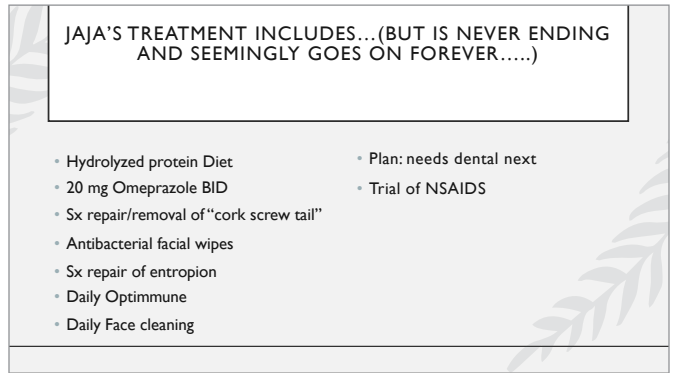 JAJA'S TREATMENT INCLUDES…(BUT IS NEVER ENDING
AND SEEMINGLY GOES ON FOREVER…..)
• Hydrolyzed protein Diet
• 20 mg Omeprazole BID
• Sx repair/removal of “cork screw tail”
• Antibacterial facial wipes
• Sx repair of entropion
• Daily Optimmune
• Daily Face cleaning
• Plan: needs dental next
• Trial of NSAIDS